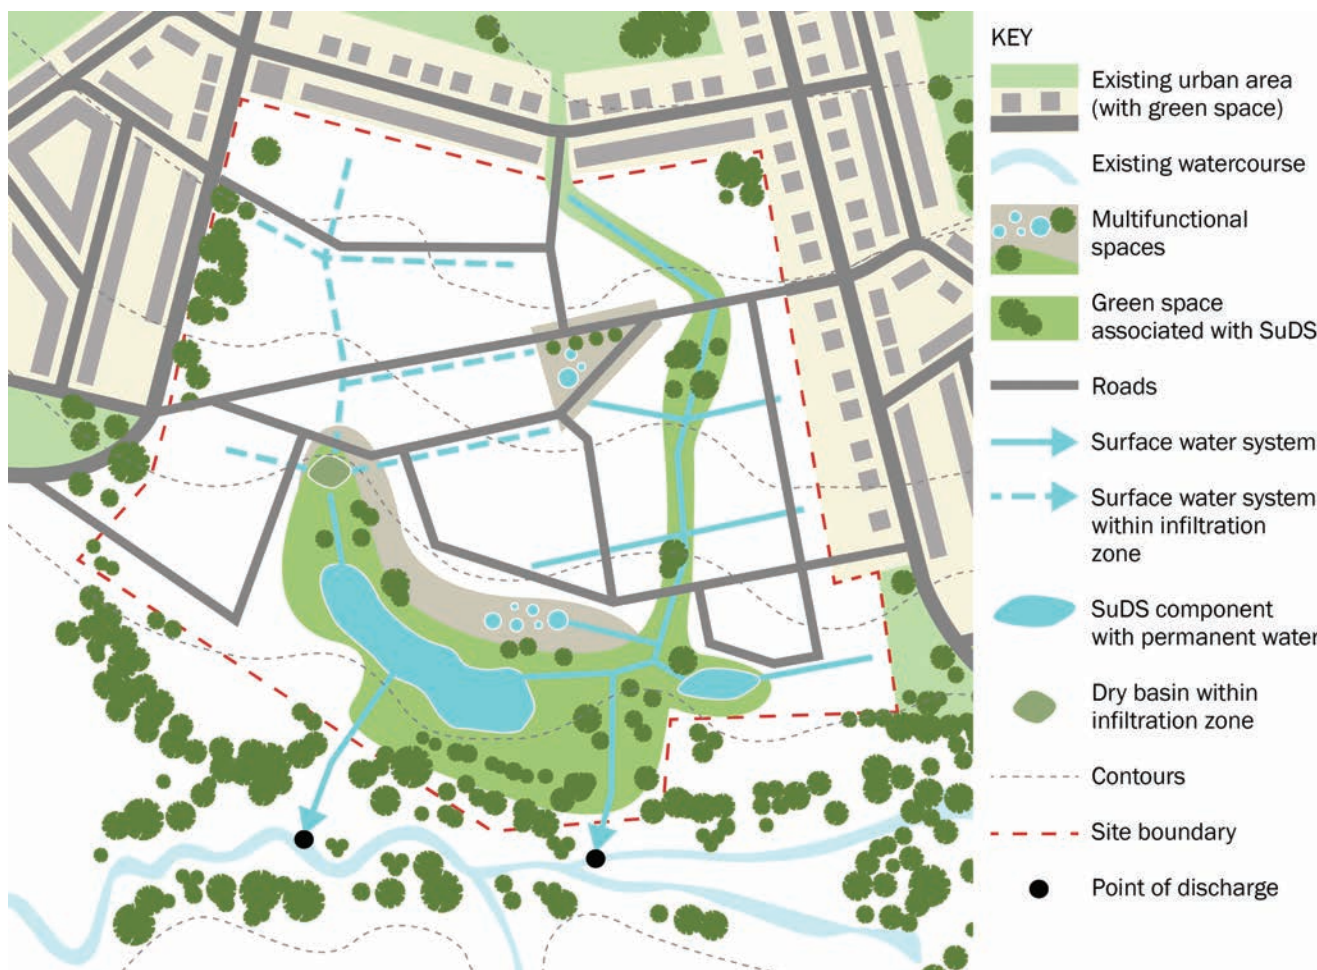 KEY
Existing urban area
(with green space)
Existing watercourse
Multifunctional
spaces
Green space
associated with SuDS
Roads
Surface water system
Surface water system
within infiltration
zone
SuDS component
with permanent water
Dry basin within
infiltration zone
Contours
Site boundary
Point of discharge